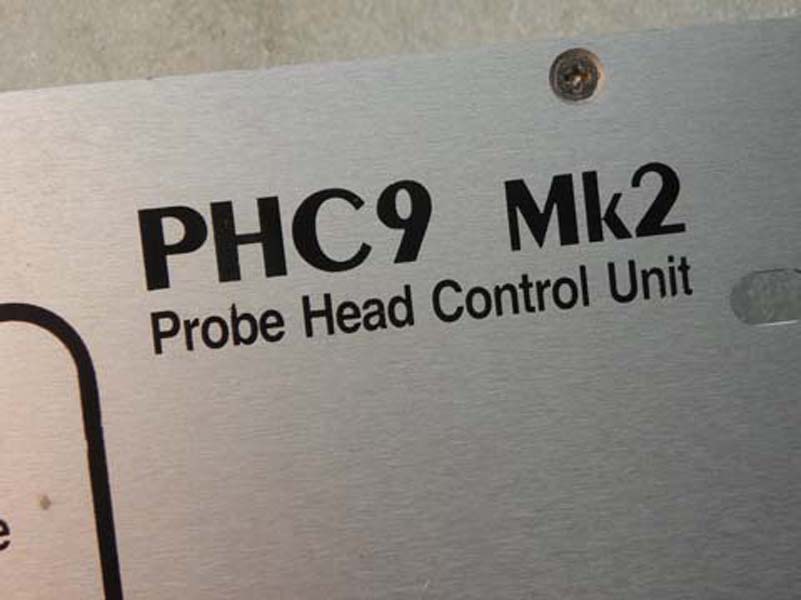 PHC9 Mk2
Probe Head Control Unit